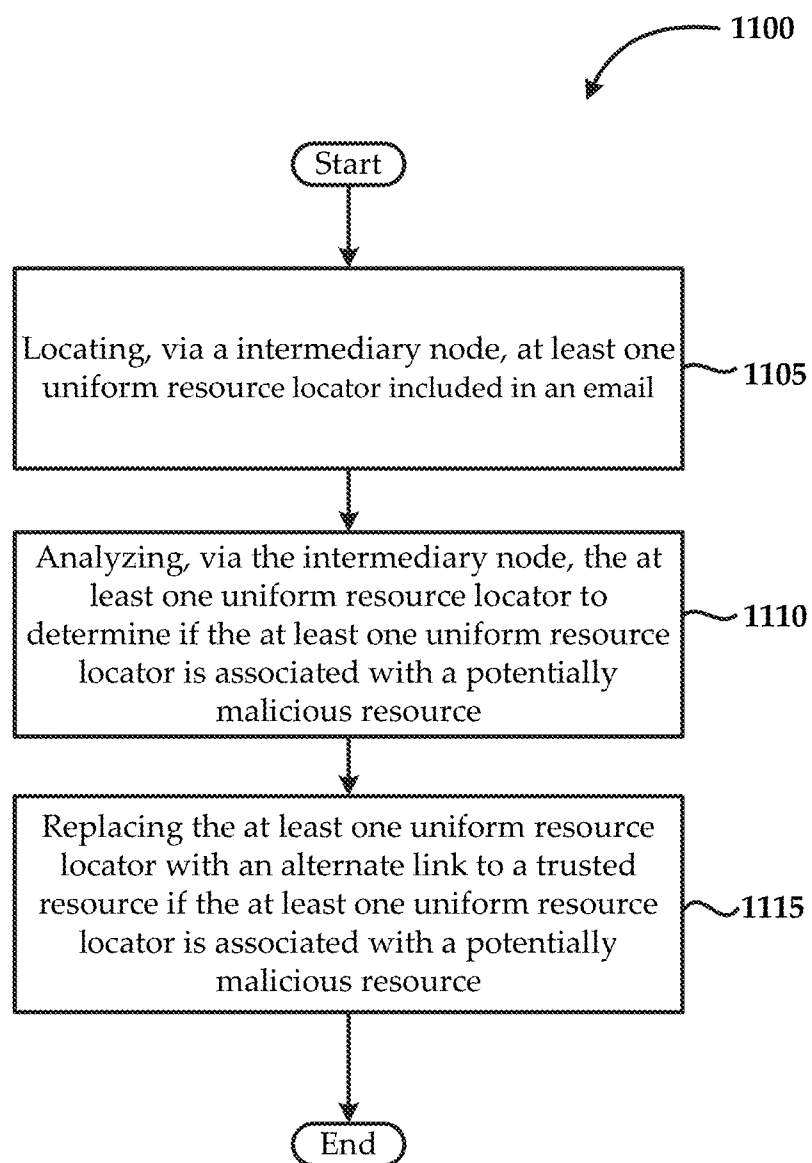 1100
Start
Locating, via a intermediary node, at least one
uniform resource locator included in an email
1105
Analyzing, via the intermediary node, the at
least one uniform resource locator to
determine if the at least one uniform resource
locator is associated with a potentially
malicious resource
1110
Replacing the at least one uniform resource
locator with an alternate link to a trusted
resource if the at least one uniform resource
locator is associated with a potentially
malicious resource
1115
End